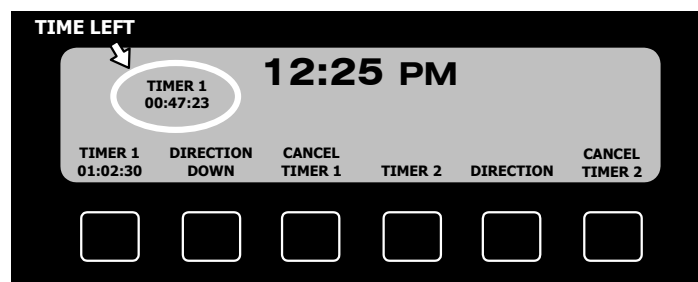 TIME LEFT
12:25 PM
TIMER 1
00:47:23
TIMER 1
01:02:30
DIRECTION
DOWN
CANCEL
TIMER 1
TIMER 2
DIRECTION
CANCEL
TIMER 2